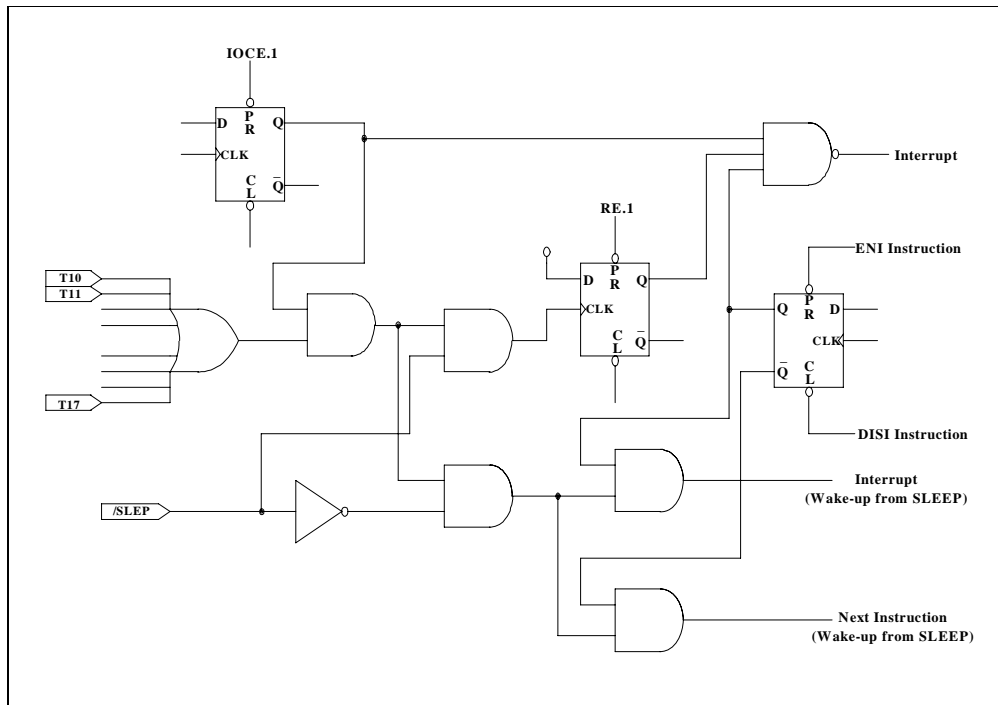 IOCE.1
D
P
R
Q
CLK
C
L
Q̅
Interrupt
RE.1
D
P
R
Q
CLK
C
L
Q̅
ENI Instruction
Q
P
R
D
CLK
Q̅
C
L
DISI Instruction
T10
T11
T17
/SLEP
Interrupt
(Wake-up from SLEEP)
Next Instruction
(Wake-up from SLEEP)